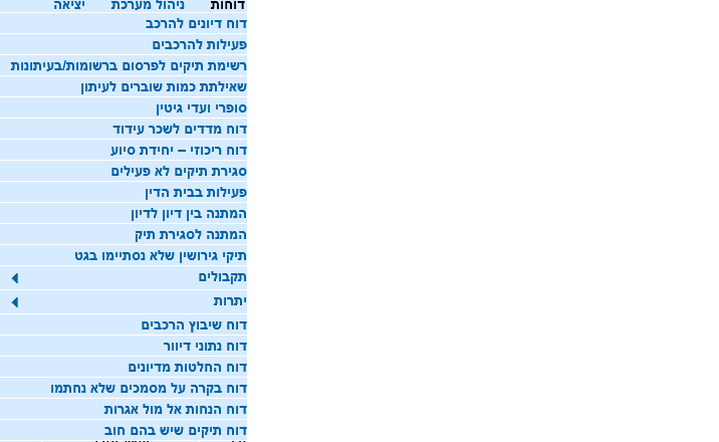 דוחות ניהול מערכת יציאה
דוח דיונים להרכב
פעילות להרכבים
רשימת תיקים לפרסום ברשומות/בעיתונות
שאילתת כמות שוברים לעיתון
סופרי ועדי גיטין
דוח מדדים לשכר עידוד
דוח ריכוזי – יחידת סיוע
סגירת תיקים לא פעילים
פעילות בבית הדין
המתנה בין דיון לדיון
המתנה לסגירת תיק
תיקי גירושין שלא נסתיימו בגט
תקבולים
יתרות
דוח שיבוץ הרכבים
דוח נתוני דיוור
דוח החלטות מדיונים
דוח בקרה על מסמכים שלא נחתמו
דוח הנחות אל מול אגרות
דוח תיקים שיש בהם חוב